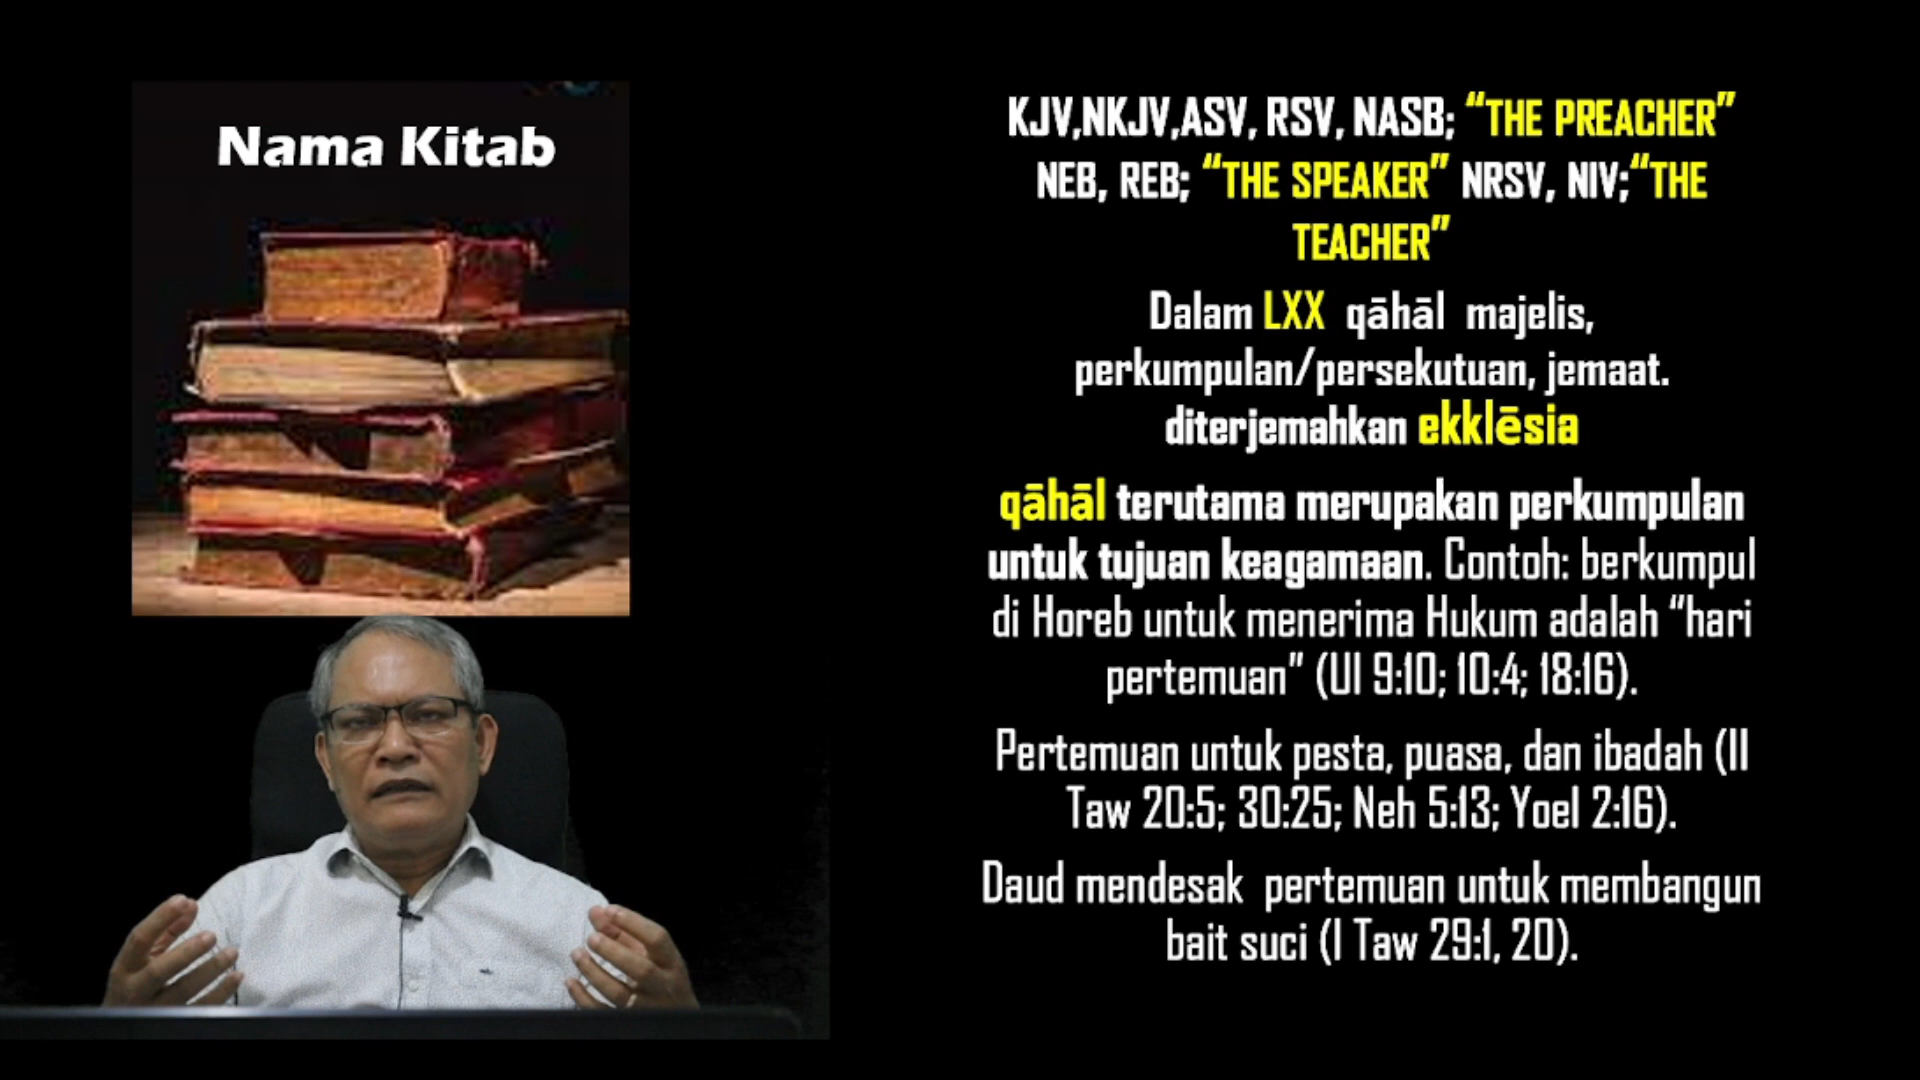 Nama Kitab
KJV,NKJV,ASV, RSV, NASB; “THE PREACHER”
NEB, REB; “THE SPEAKER” NRSV, NIV;“THE
TEACHER”
Dalam LXX qāhāl majelis,
perkumpulan/persekutuan, jemaat.
diterjemahkan ekklēsia
qāhāl terutama merupakan perkumpulan
untuk tujuan keagamaan. Contoh: berkumpul
di Horeb untuk menerima Hukum adalah “hari
pertemuan” (Ul 9:10; 10:4; 18:16).
Pertemuan untuk pesta, puasa, dan ibadah (II
Taw 20:5; 30:25; Neh 5:13; Yoel 2:16).
Daud mendesak pertemuan untuk membangun
bait suci (I Taw 29:1, 20).